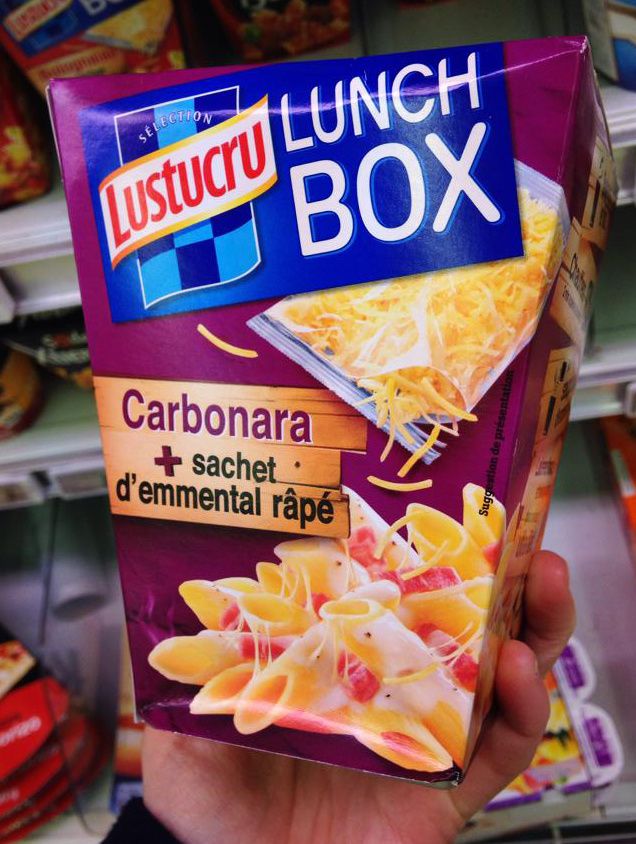 SÉLECTION
LUSTUCRU
LUNCH
BOX
Carbonara
+ sachet
d'emmental râpé
Suggestion de présentation